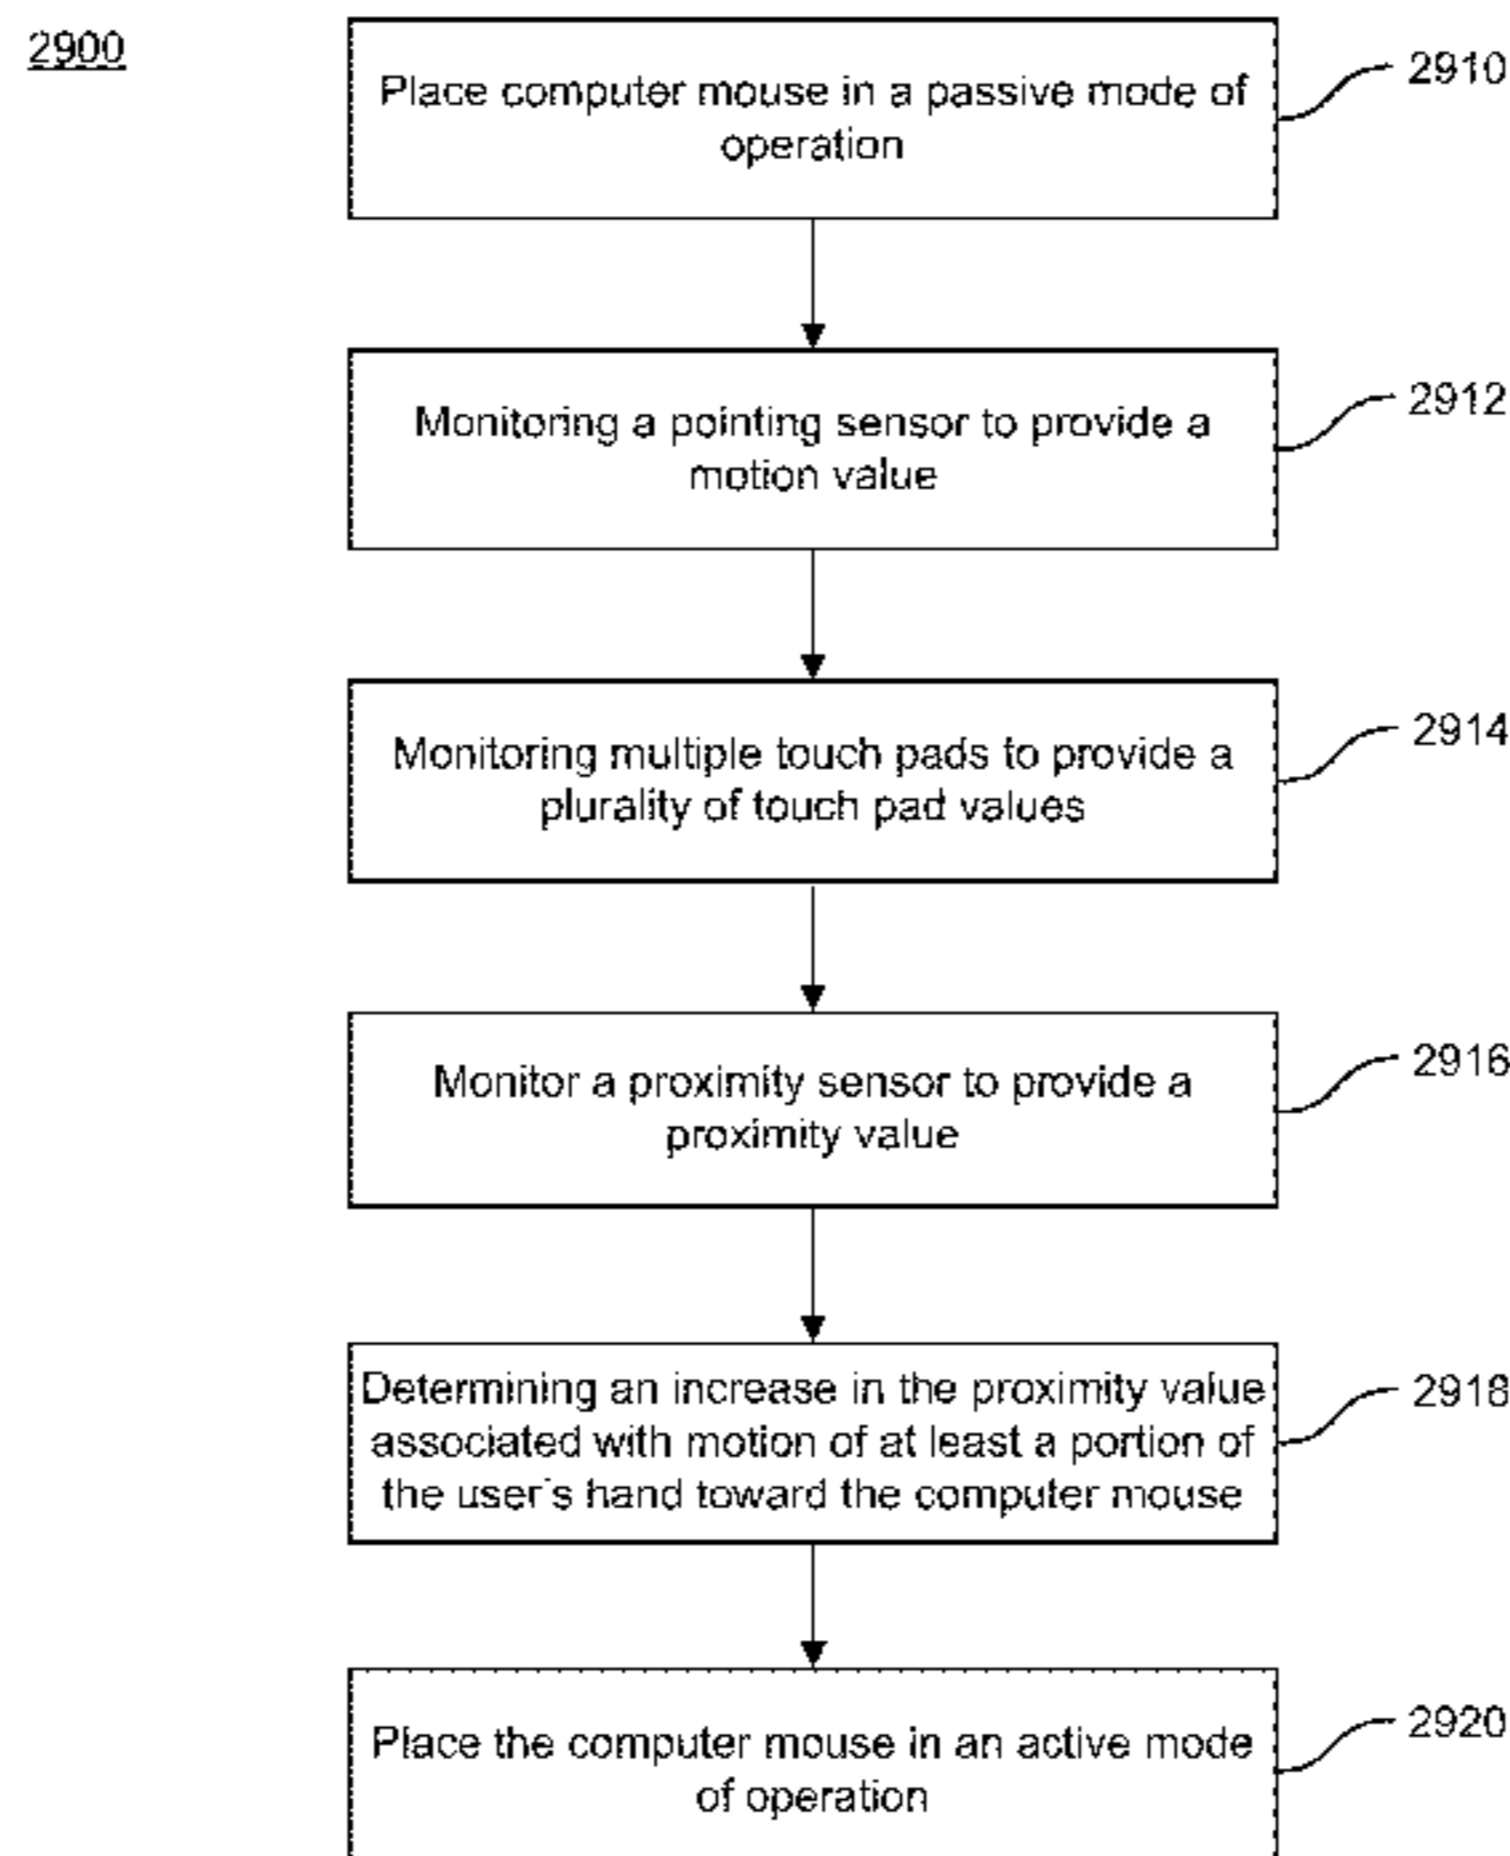 2900
Place computer mouse in a passive mode of
operation
2910
Monitoring a pointing sensor to provide a
motion value
2912
Monitoring multiple touch pads to provide a
plurality of touch pad values
2914
Monitor a proximity sensor to provide a
proximity value
2916
Determining an increase in the proximity value
associated with motion of at least a portion of
the user's hand toward the computer mouse
2918
Place the computer mouse in an active mode
of operation
2920